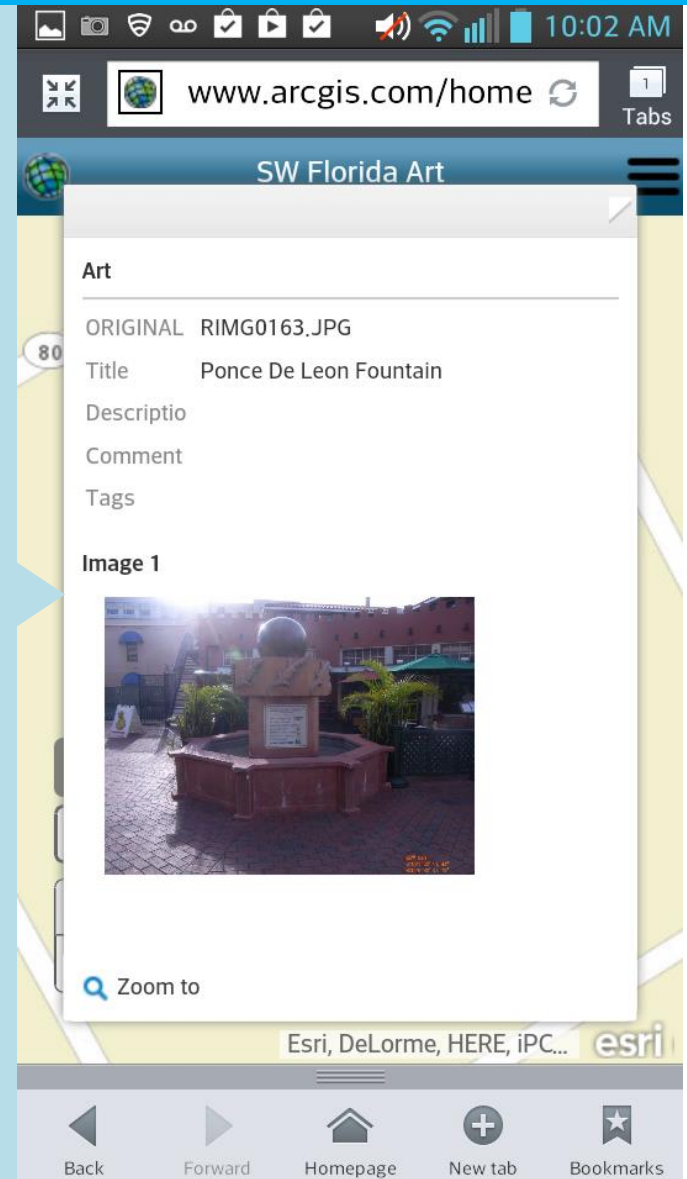 10:02 AM
www.arcgis.com/home
1
Tabs
SW Florida Art
Art
ORIGINAL RIMG0163.JPG
80
Title Ponce De Leon Fountain
Descriptio
Comment
Tags
Image 1
Zoom to
Esri, DeLorme, HERE, iPC... esri
Back Forward Homepage New tab Bookmarks